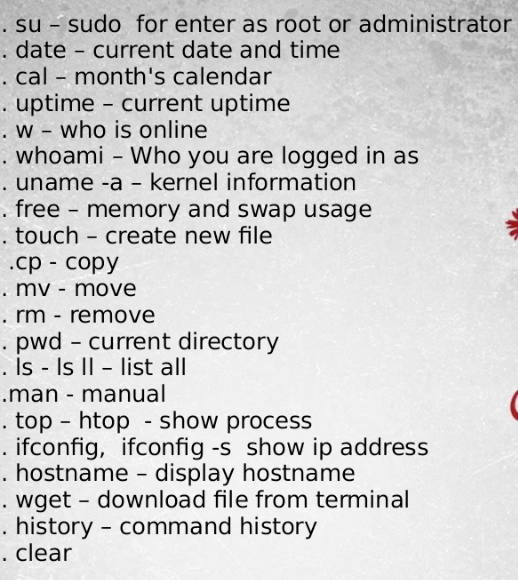 . su – sudo  for enter as root or administrator
. date – current date and time
. cal – month's calendar
. uptime – current uptime
. w – who is online
. whoami – Who you are logged in as
. uname -a – kernel information
. free – memory and swap usage
. touch – create new file
.cp - copy
. mv - move
. rm - remove
. pwd – current directory
. ls - ls ll – list all
.man - manual
. top – htop  - show process
. ifconfig,  ifconfig -s  show ip address
. hostname – display hostname
. wget – download file from terminal
. history – command history
. clear